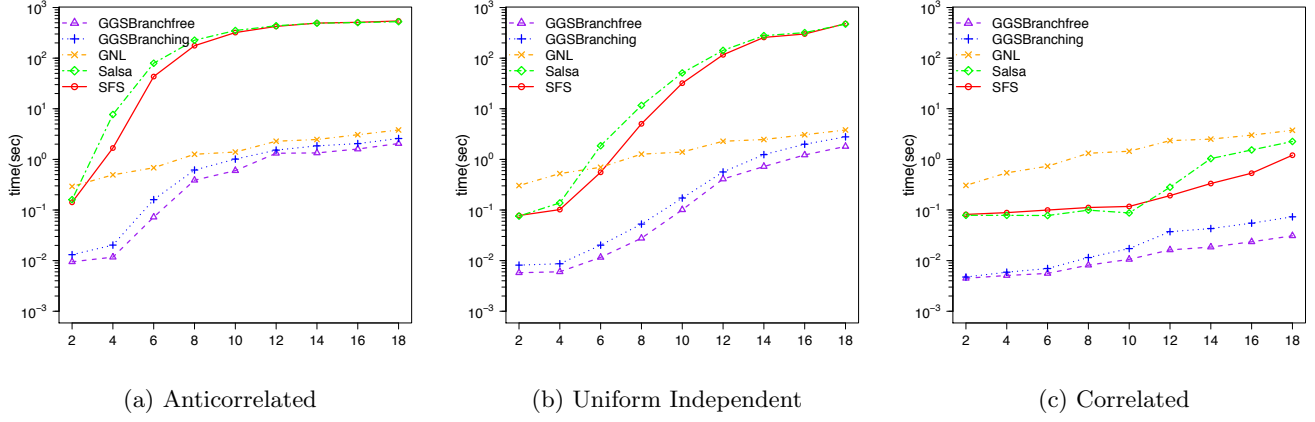 GGSBranchfree
GGSBranching
GNL
Salsa
SFS
time(sec)
10³
10²
10¹
10⁰
10⁻¹
10⁻²
10⁻³
2 4 6 8 10 12 14 16 18
(a) Anticorrelated
GGSBranchfree
GGSBranching
GNL
Salsa
SFS
time(sec)
10³
10²
10¹
10⁰
10⁻¹
10⁻²
10⁻³
2 4 6 8 10 12 14 16 18
(b) Uniform Independent
GGSBranchfree
GGSBranching
GNL
Salsa
SFS
time(sec)
10³
10²
10¹
10⁰
10⁻¹
10⁻²
10⁻³
2 4 6 8 10 12 14 16 18
(c) Correlated